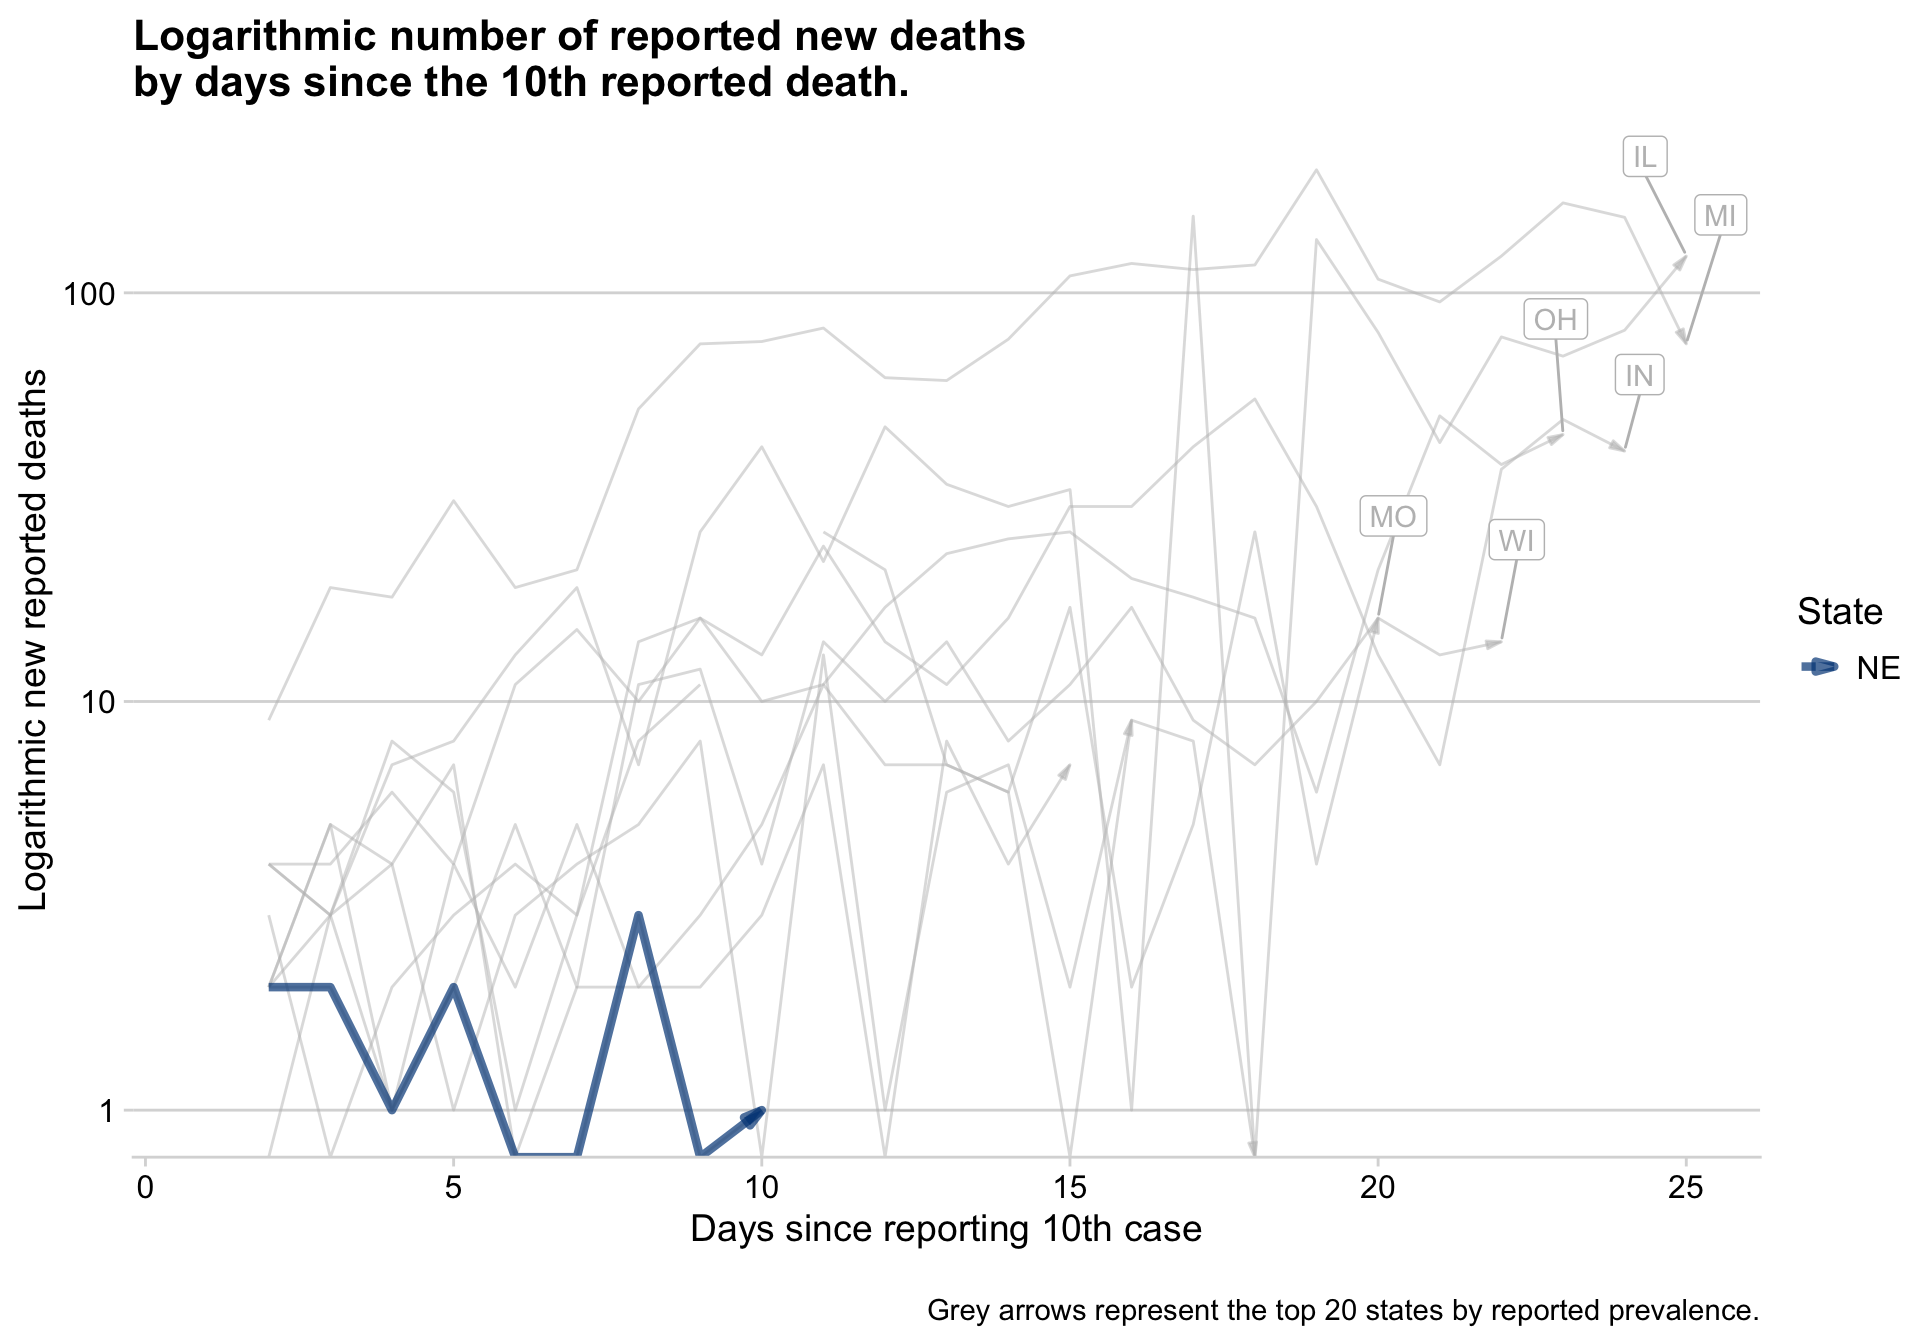 Logarithmic number of reported new deaths
by days since the 10th reported death.
IL
MI
100
OH
IN
MO
WI
Logarithmic new reported deaths
State
NE
10
1
0 5 10 15 20 25
Days since reporting 10th case
Grey arrows represent the top 20 states by reported prevalence.